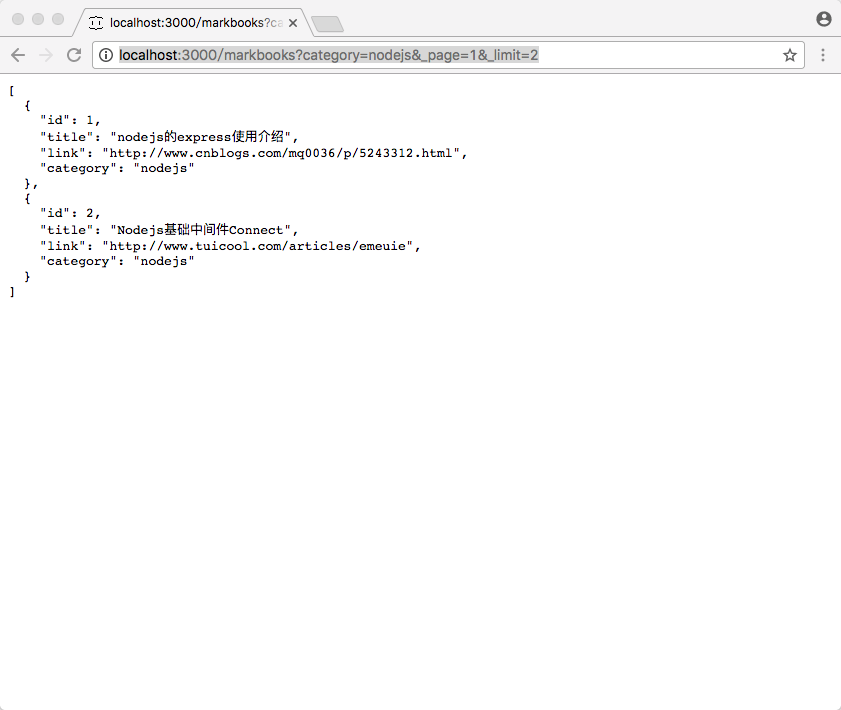 localhost:3000/markbooks?ca
localhost:3000/markbooks?category=nodejs&_page=1&_limit=2
[
  {
    "id": 1,
    "title": "nodejs的express使用介绍",
    "link": "http://www.cnblogs.com/mq0036/p/5243312.html",
    "category": "nodejs"
  },
  {
    "id": 2,
    "title": "Nodejs基础中间件Connect",
    "link": "http://www.tuicool.com/articles/emeuie",
    "category": "nodejs"
  }
]